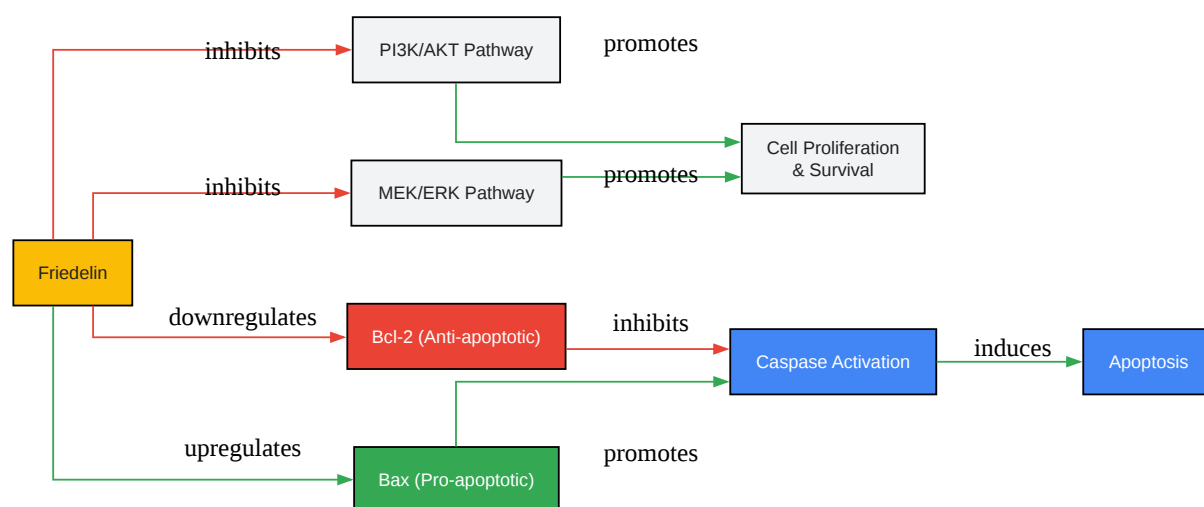 inhibits
PI3K/AKT Pathway
promotes
Cell Proliferation
& Survival
inhibits
MEK/ERK Pathway
promotes
Friedelin
downregulates
Bcl-2 (Anti-apoptotic)
inhibits
Caspase Activation
induces
Apoptosis
upregulates
Bax (Pro-apoptotic)
promotes